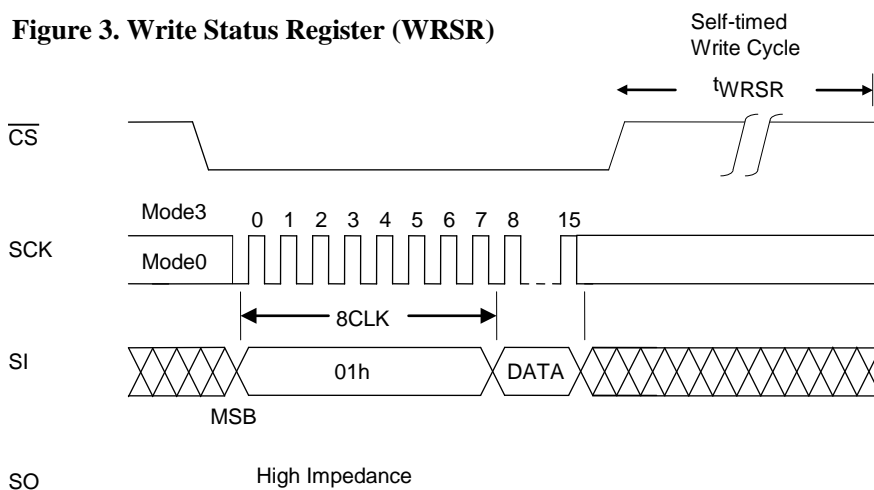 Figure 3. Write Status Register (WRSR)
Self-timed
Write Cycle
tWRSR
CS
Mode3
0 1 2 3 4 5 6 7 8 15
SCK
Mode0
8CLK
SI
01h
DATA
MSB
High Impedance
SO